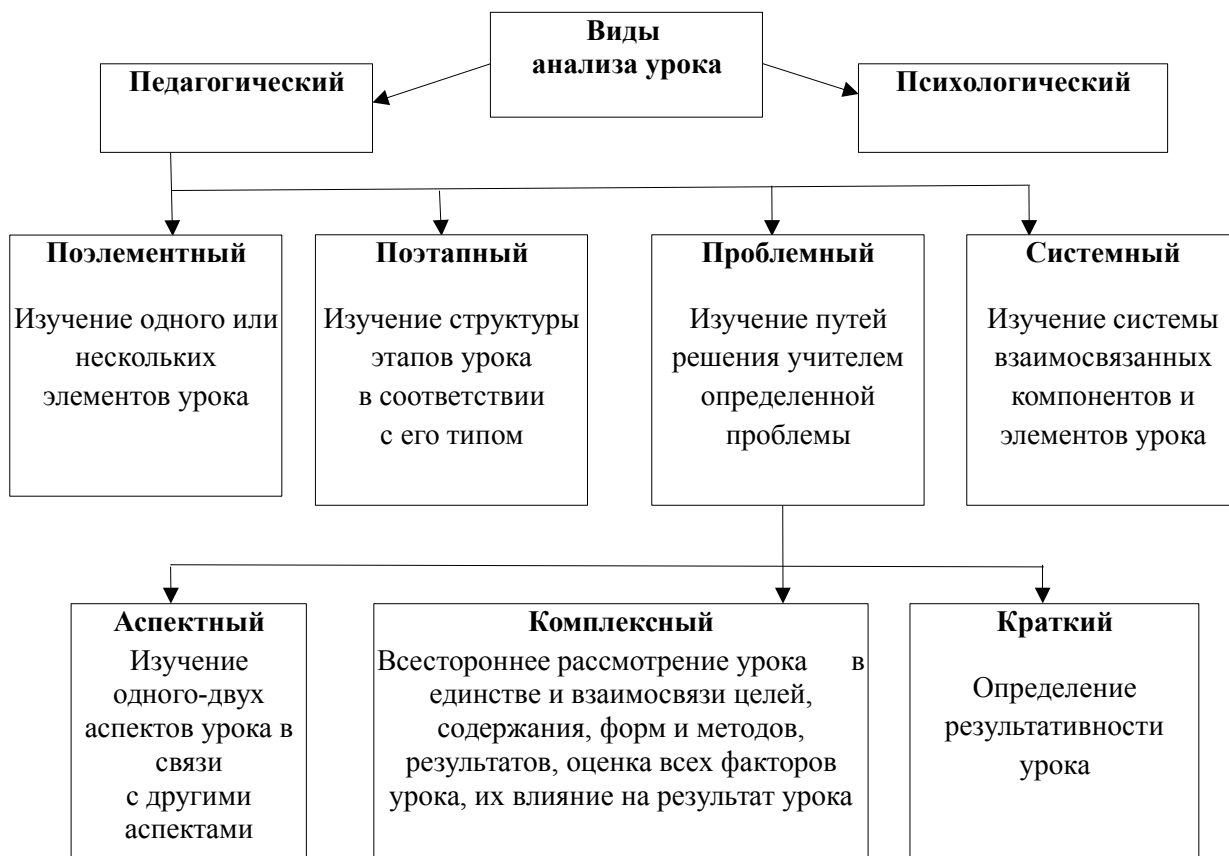 Виды
анализа урока
Педагогический
Психологический
Поэлементный
Изучение одного или
нескольких
элементов урока
Поэтапный
Изучение структуры
этапов урока
в соответствии
с его типом
Проблемный
Изучение путей
решения учителем
определенной
проблемы
Системный
Изучение системы
взаимосвязанных
компонентов и
элементов урока
Аспектный
Изучение
одного-двух
аспектов урока в
связи
с другими
аспектами
Комплексный
Всестороннее рассмотрение урока в
единстве и взаимосвязи целей,
содержания, форм и методов,
результатов, оценка всех факторов
урока, их влияние на результат урока
Краткий
Определение
результативности
урока